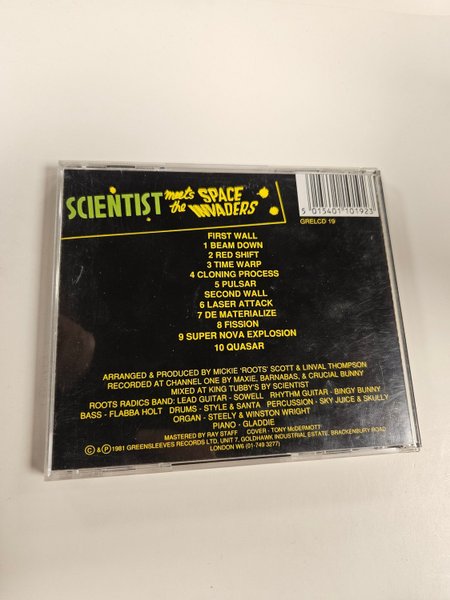 SCIENTIST meets the SPACE INVADERS
5 015401 101923
GRELCD 19
FIRST WALL
1 BEAM DOWN
2 RED SHIFT
3 TIME WARP
4 CLONING PROCESS
5 PULSAR
SECOND WALL
6 LASER ATTACK
7 DE MATERIALIZE
8 FISSION
9 SUPER NOVA EXPLOSION
10 QUASAR
ARRANGED & PRODUCED BY MICKIE 'ROOTS' SCOTT & LINVAL THOMPSON
RECORDED AT CHANNEL ONE BY MAXIE, BARNABAS, & CRUCIAL BUNNY
MIXED AT KING TUBBYS BY SCIENTIST
ROOTS RADICS BAND: LEAD GUITAR - SOWELL RHYTHM GUITAR - BINGY BUNNY
BASS - FLABBA HOLT DRUMS - STYLE & SANTA PERCUSSION - SKY JUICE & SKULLY
ORGAN - STEELY & WINSTON WRIGHT
PIANO - GLADDIE
MASTERED BY RAY STAFF COVER - TONY McDERMOTT
© & ℗ 1981 GREENSLEEVES RECORDS LTD. UNIT 7, GOLDHAWK INDUSTRIAL ESTATE, BRACKENBURY ROAD
LONDON W6 (01-749 3277)